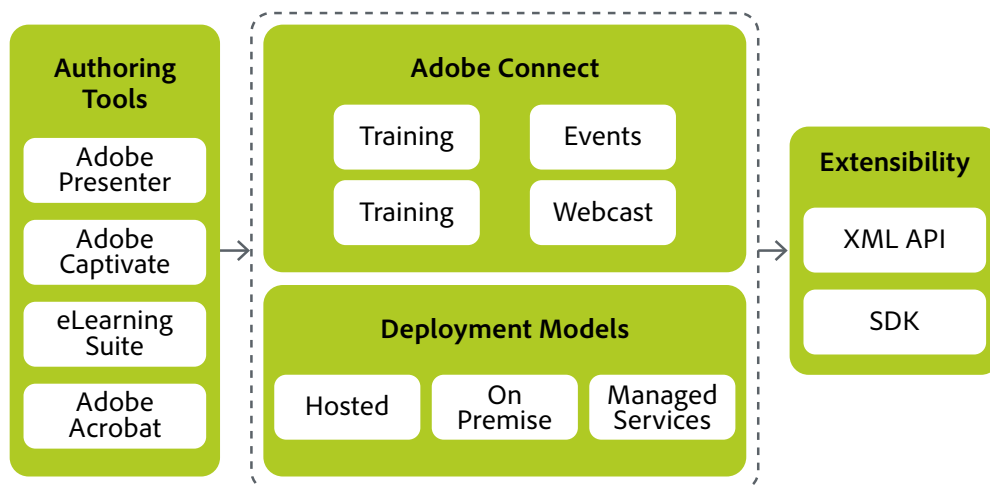 Authoring
Tools
Adobe
Presenter
Adobe
Captivate
eLearning
Suite
Adobe
Acrobat
Adobe Connect
Training
Events
Training
Webcast
Deployment Models
Hosted
On
Premise
Managed
Services
Extensibility
XML API
SDK